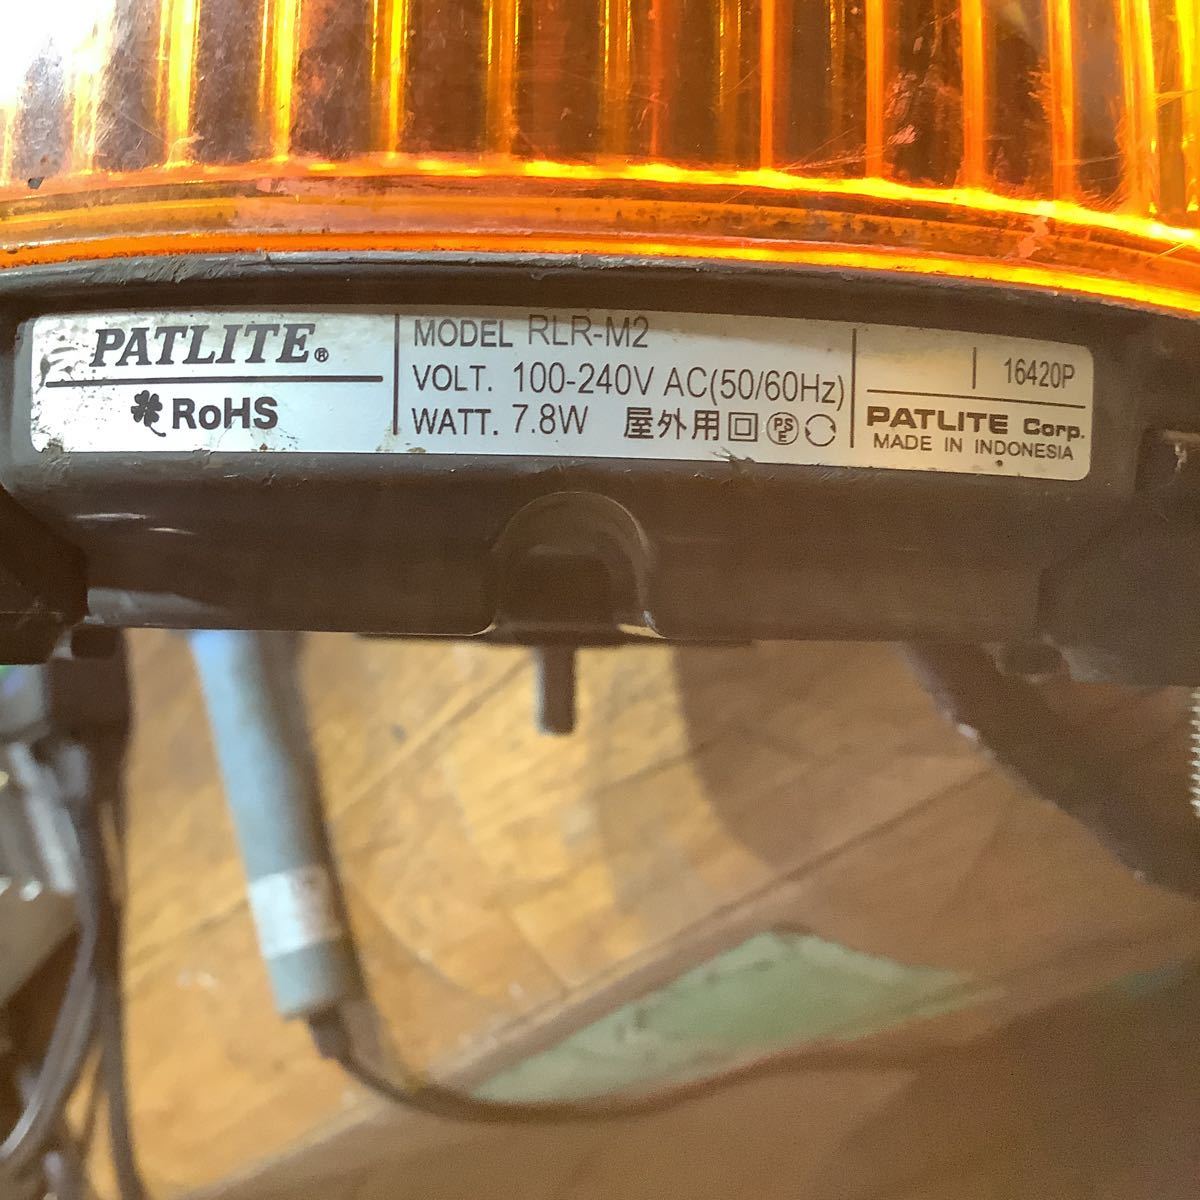 PATLITE®
RoHS
MODEL RLR-M2
VOLT. 100-240V AC(50/60Hz)
WATT. 7.8W 屋外用 PSE
16420P
PATLITE Corp.
MADE IN INDONESIA